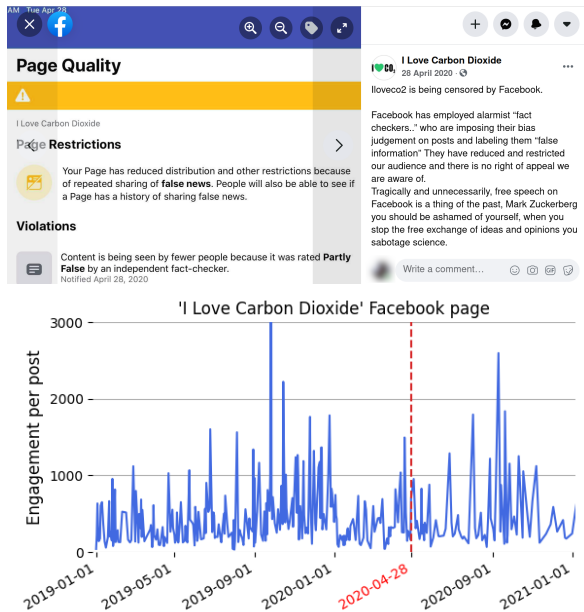 AM Tue Apr 28
Page Quality
I Love Carbon Dioxide
Page Restrictions
Your Page has reduced distribution and other restrictions because
of repeated sharing of false news. People will also be able to see if
a Page has a history of sharing false news.
Violations
Content is being seen by fewer people because it was rated Partly
False by an independent fact-checker.
Notified April 28, 2020
I Love Carbon Dioxide
28 April 2020
Iloveco2 is being censored by Facebook.
Facebook has employed alarmist “fact
checkers..” who are imposing their bias
judgement on posts and labeling them “false
information” They have reduced and restricted
our audience and there is no right of appeal we
are aware of.
Tragically and unnecessarily, free speech on
Facebook is a thing of the past, Mark Zuckerberg
you should be ashamed of yourself, when you
stop the free exchange of ideas and opinions you
sabotage science.
Write a comment...
GIF
'I Love Carbon Dioxide' Facebook page
Engagement per post
3000
2000
1000
0
2019-01-01
2019-05-01
2019-09-01
2020-01-01
2020-04-28
2020-09-01
2021-01-01